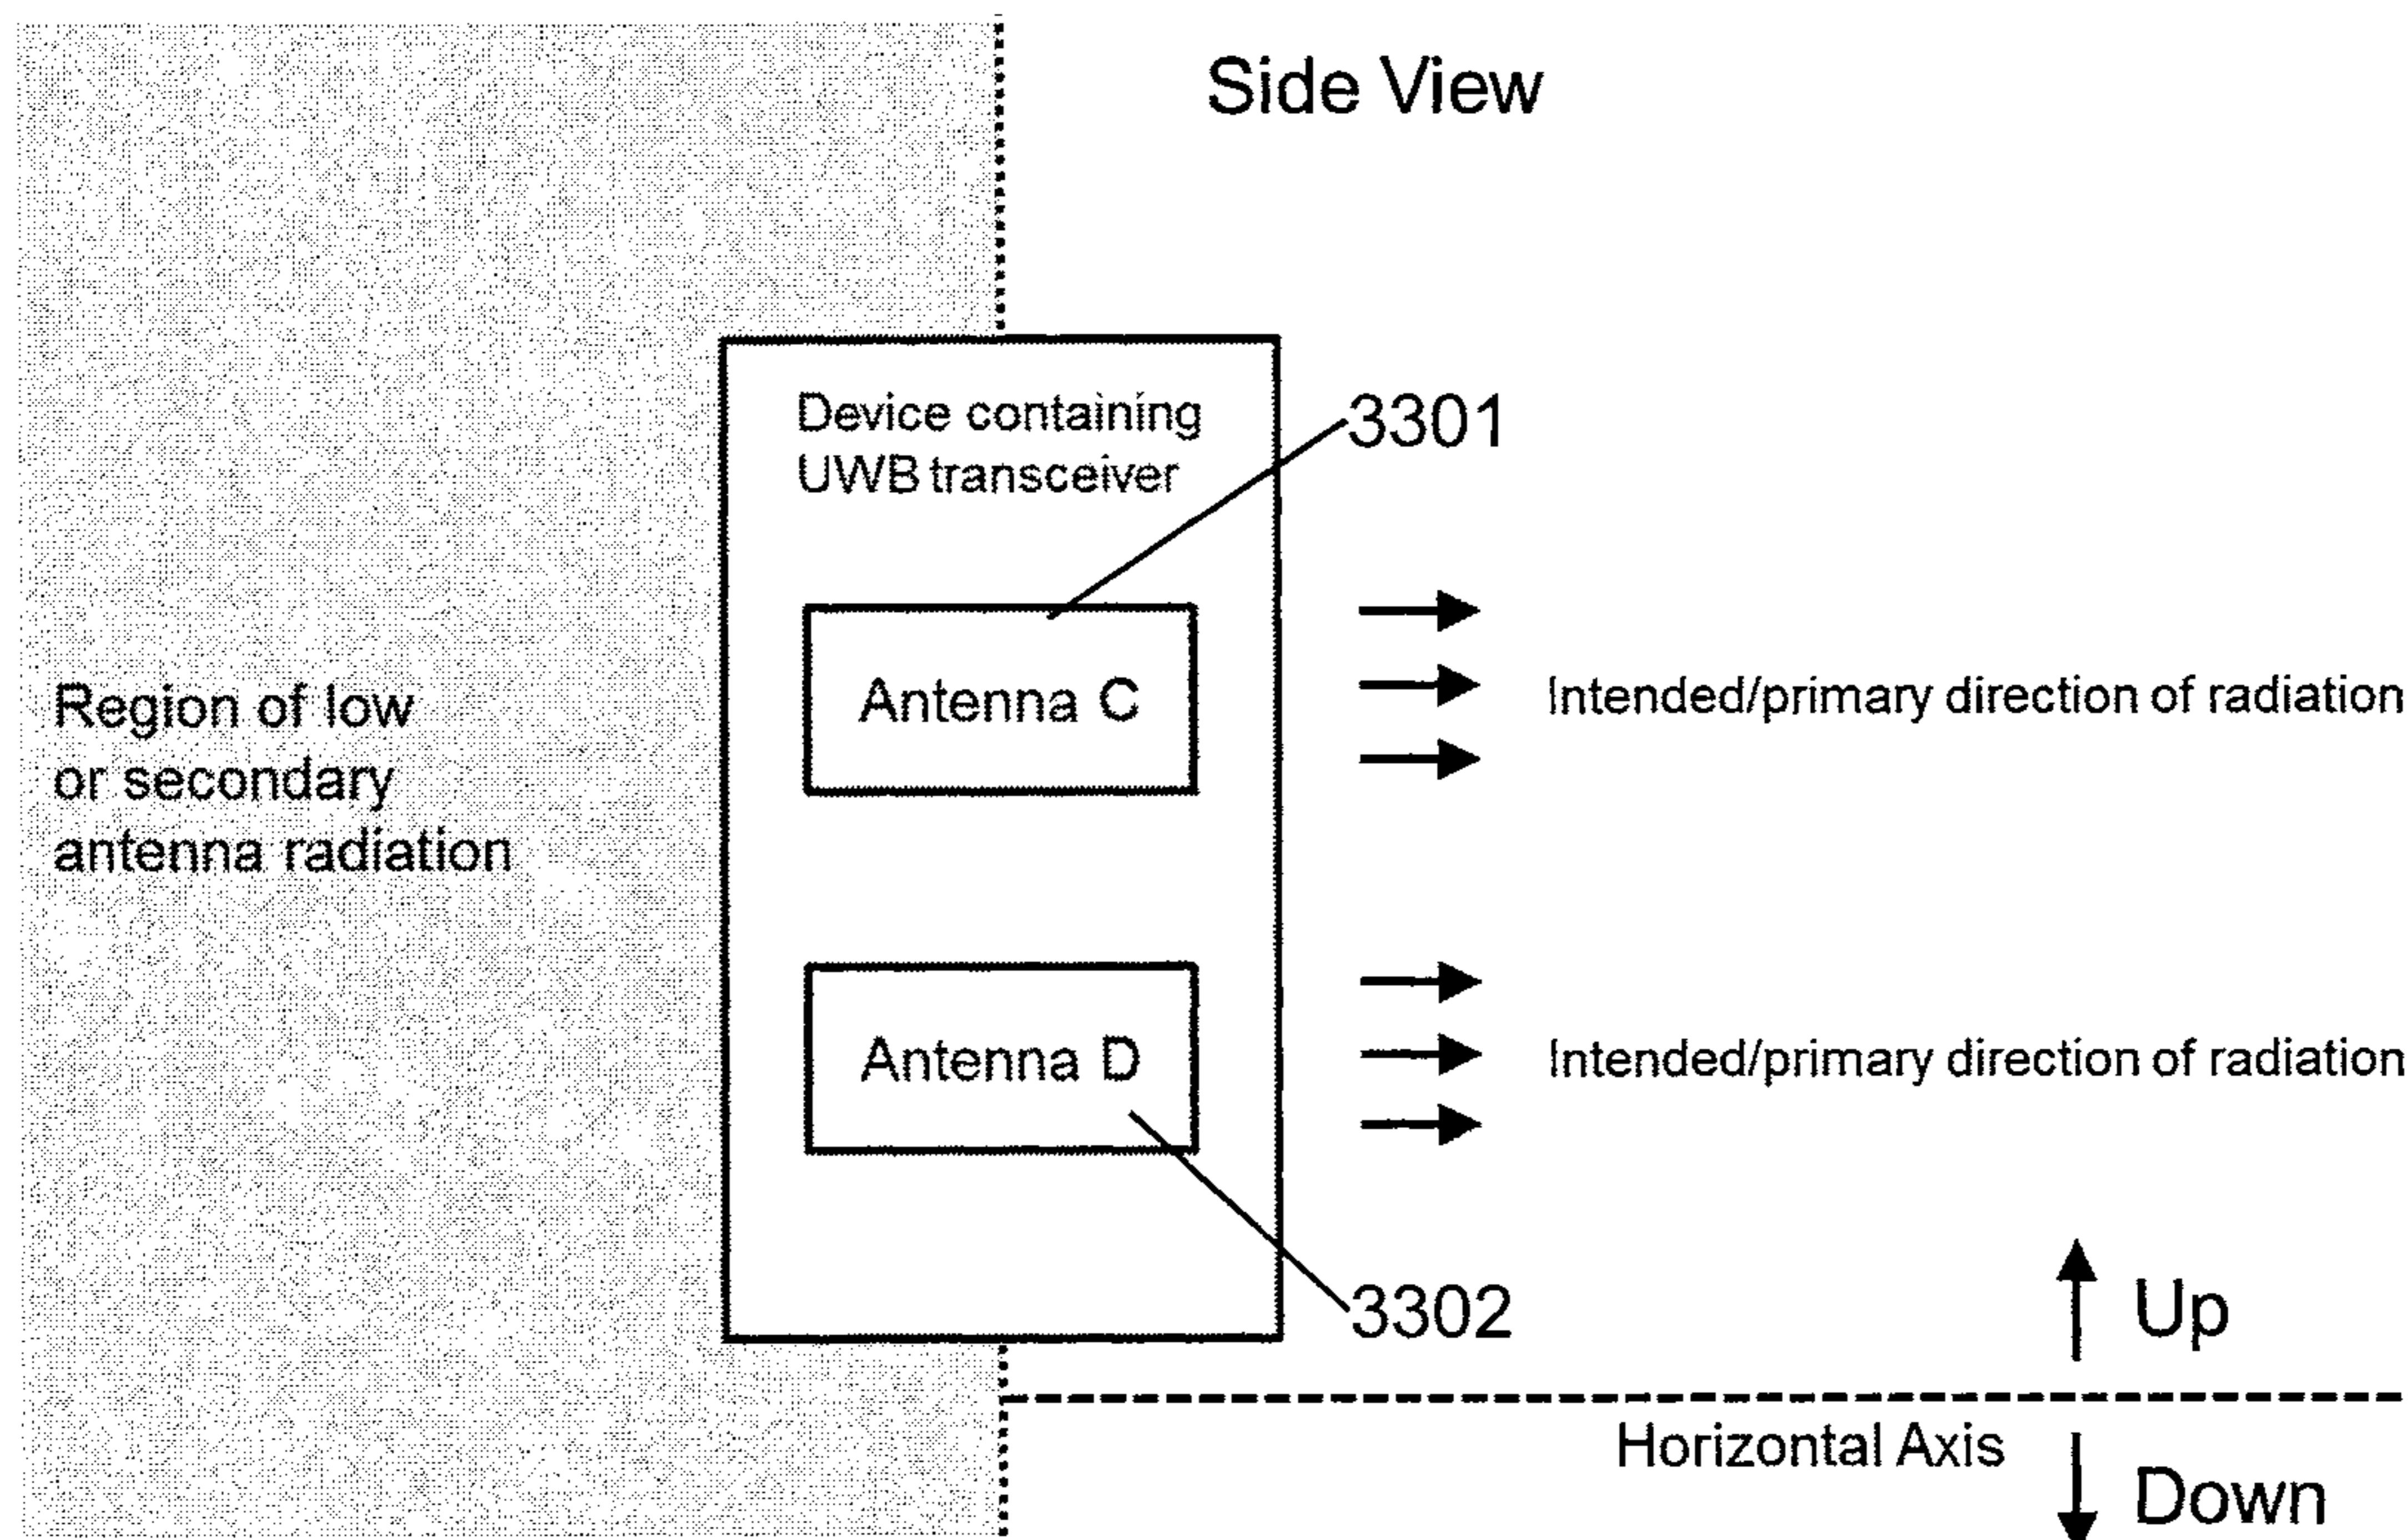 Side View
Device containing
UWB transceiver
3301
Antenna C
Intended/primary direction of radiation
Region of low
or secondary
antenna radiation
Antenna D
Intended/primary direction of radiation
3302
Up
Horizontal Axis
Down